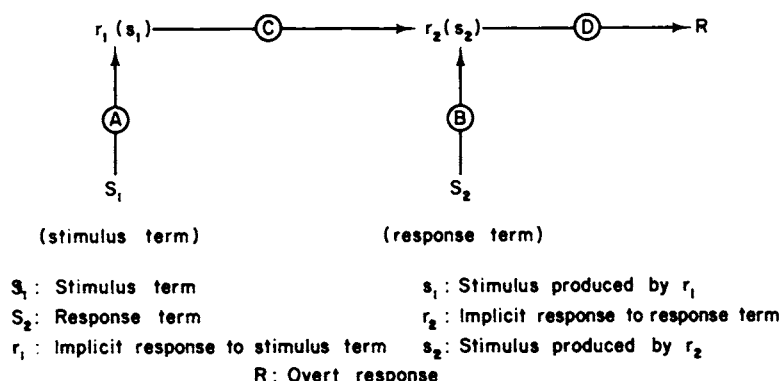 r₁(s₁) C r₂(s₂) D R
A B
S₁ S₂
(stimulus term) (response term)
S₁: Stimulus term s₁: Stimulus produced by r₁
S₂: Response term r₂: Implicit response to response term
r₁: Implicit response to stimulus term s₂: Stimulus produced by r₂
R: Overt response